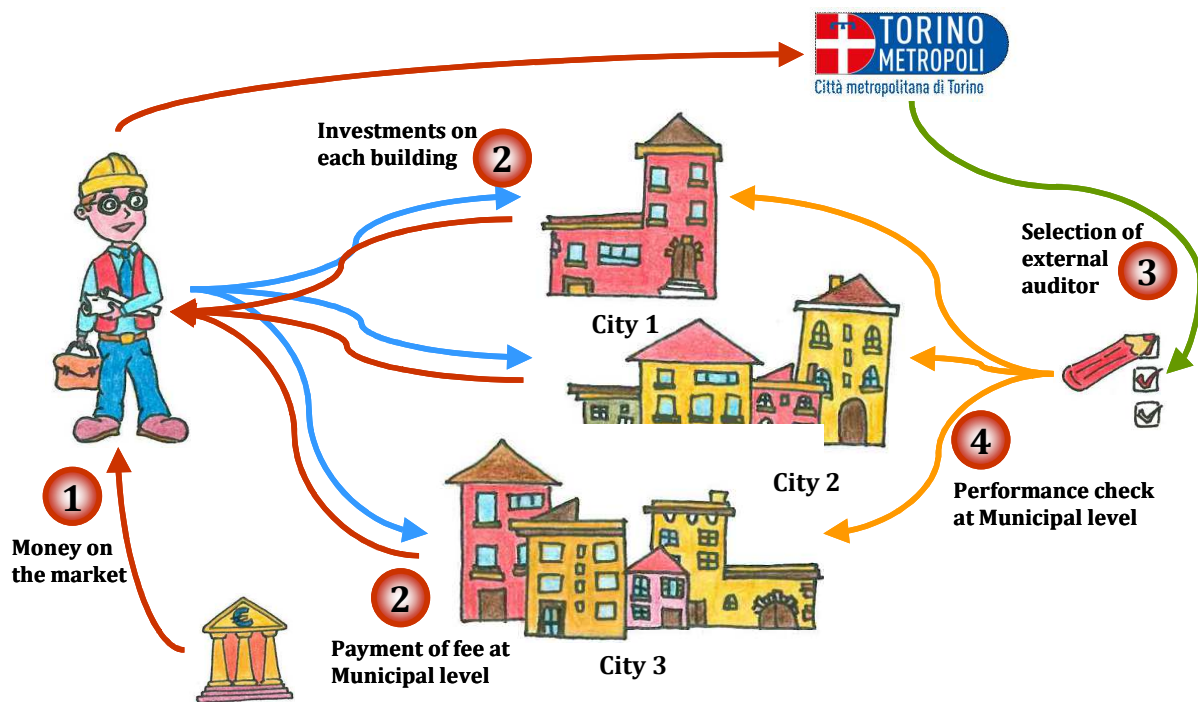 TORINO
METROPOLI
Città metropolitana di Torino
Investments on
each building
2
Selection of
external
auditor
3
City 1
City 2
4
Performance check
at Municipal level
1
Money on
the market
€
2
Payment of fee at
Municipal level
City 3